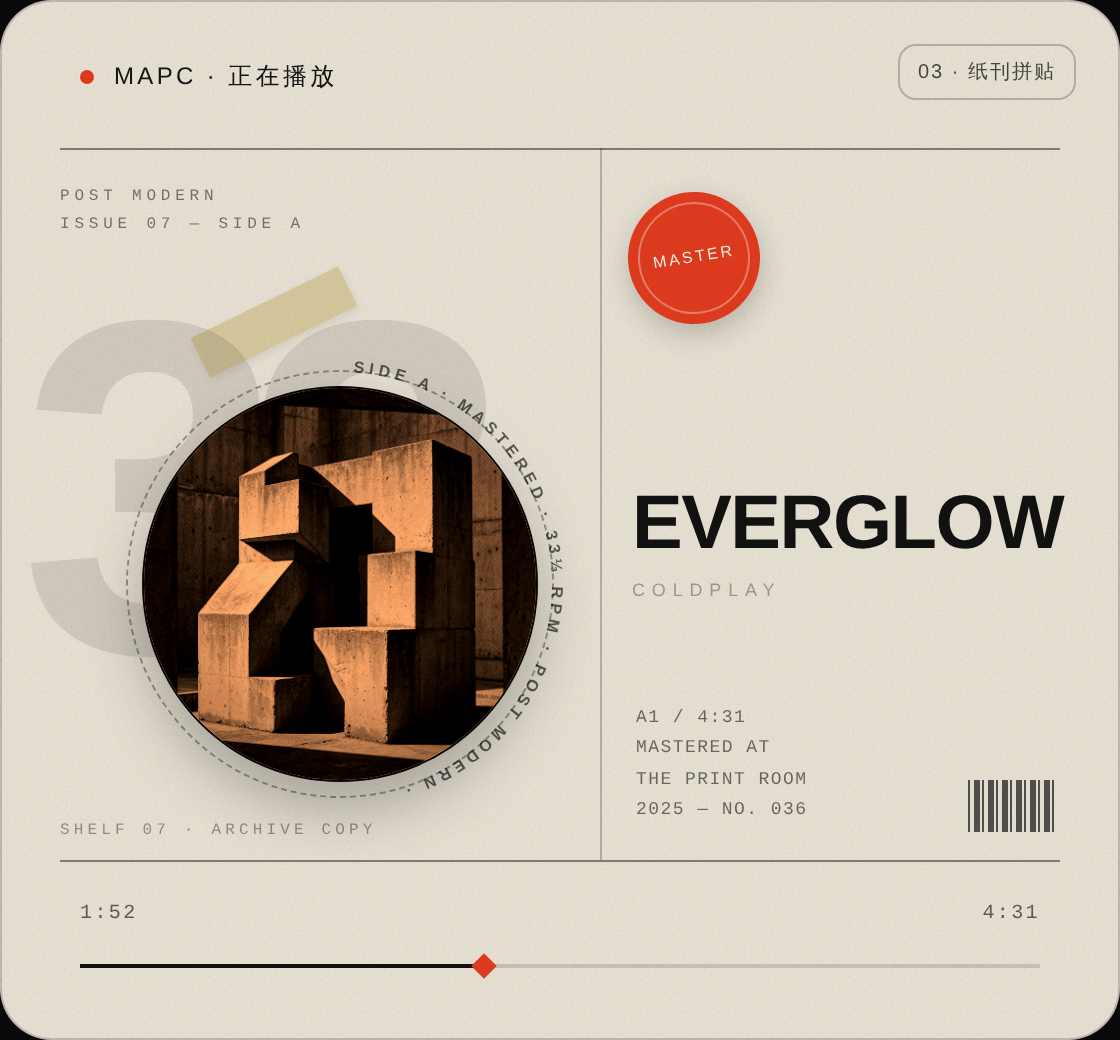 MAPC · 正在播放
03 · 纸刊拼贴
POST MODERN
ISSUE 07 — SIDE A
MASTER
SIDE A · MASTERED · 33⅓ RPM · POST MODERN ·
EVERGLOW
COLDPLAY
A1 / 4:31
MASTERED AT
THE PRINT ROOM
2025 — NO. 036
SHELF 07 · ARCHIVE COPY
1:52
4:31